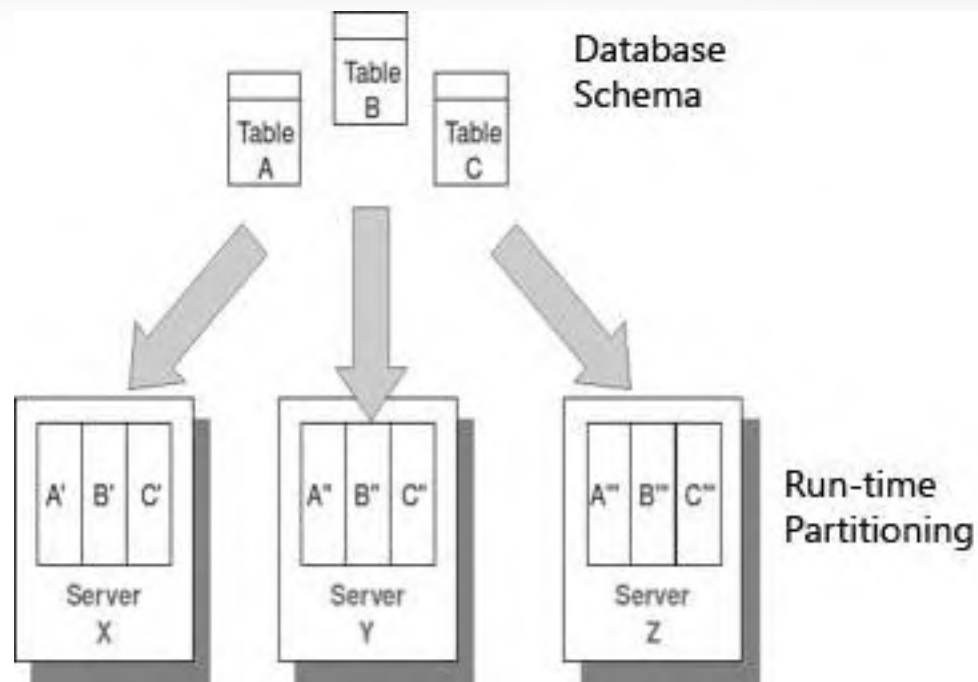 Database
Schema
Table
B
Table
A
Table
C
A' B' C'
Server
X
A" B" C"
Server
Y
A"' B"' C"'
Server
Z
Run-time
Partitioning